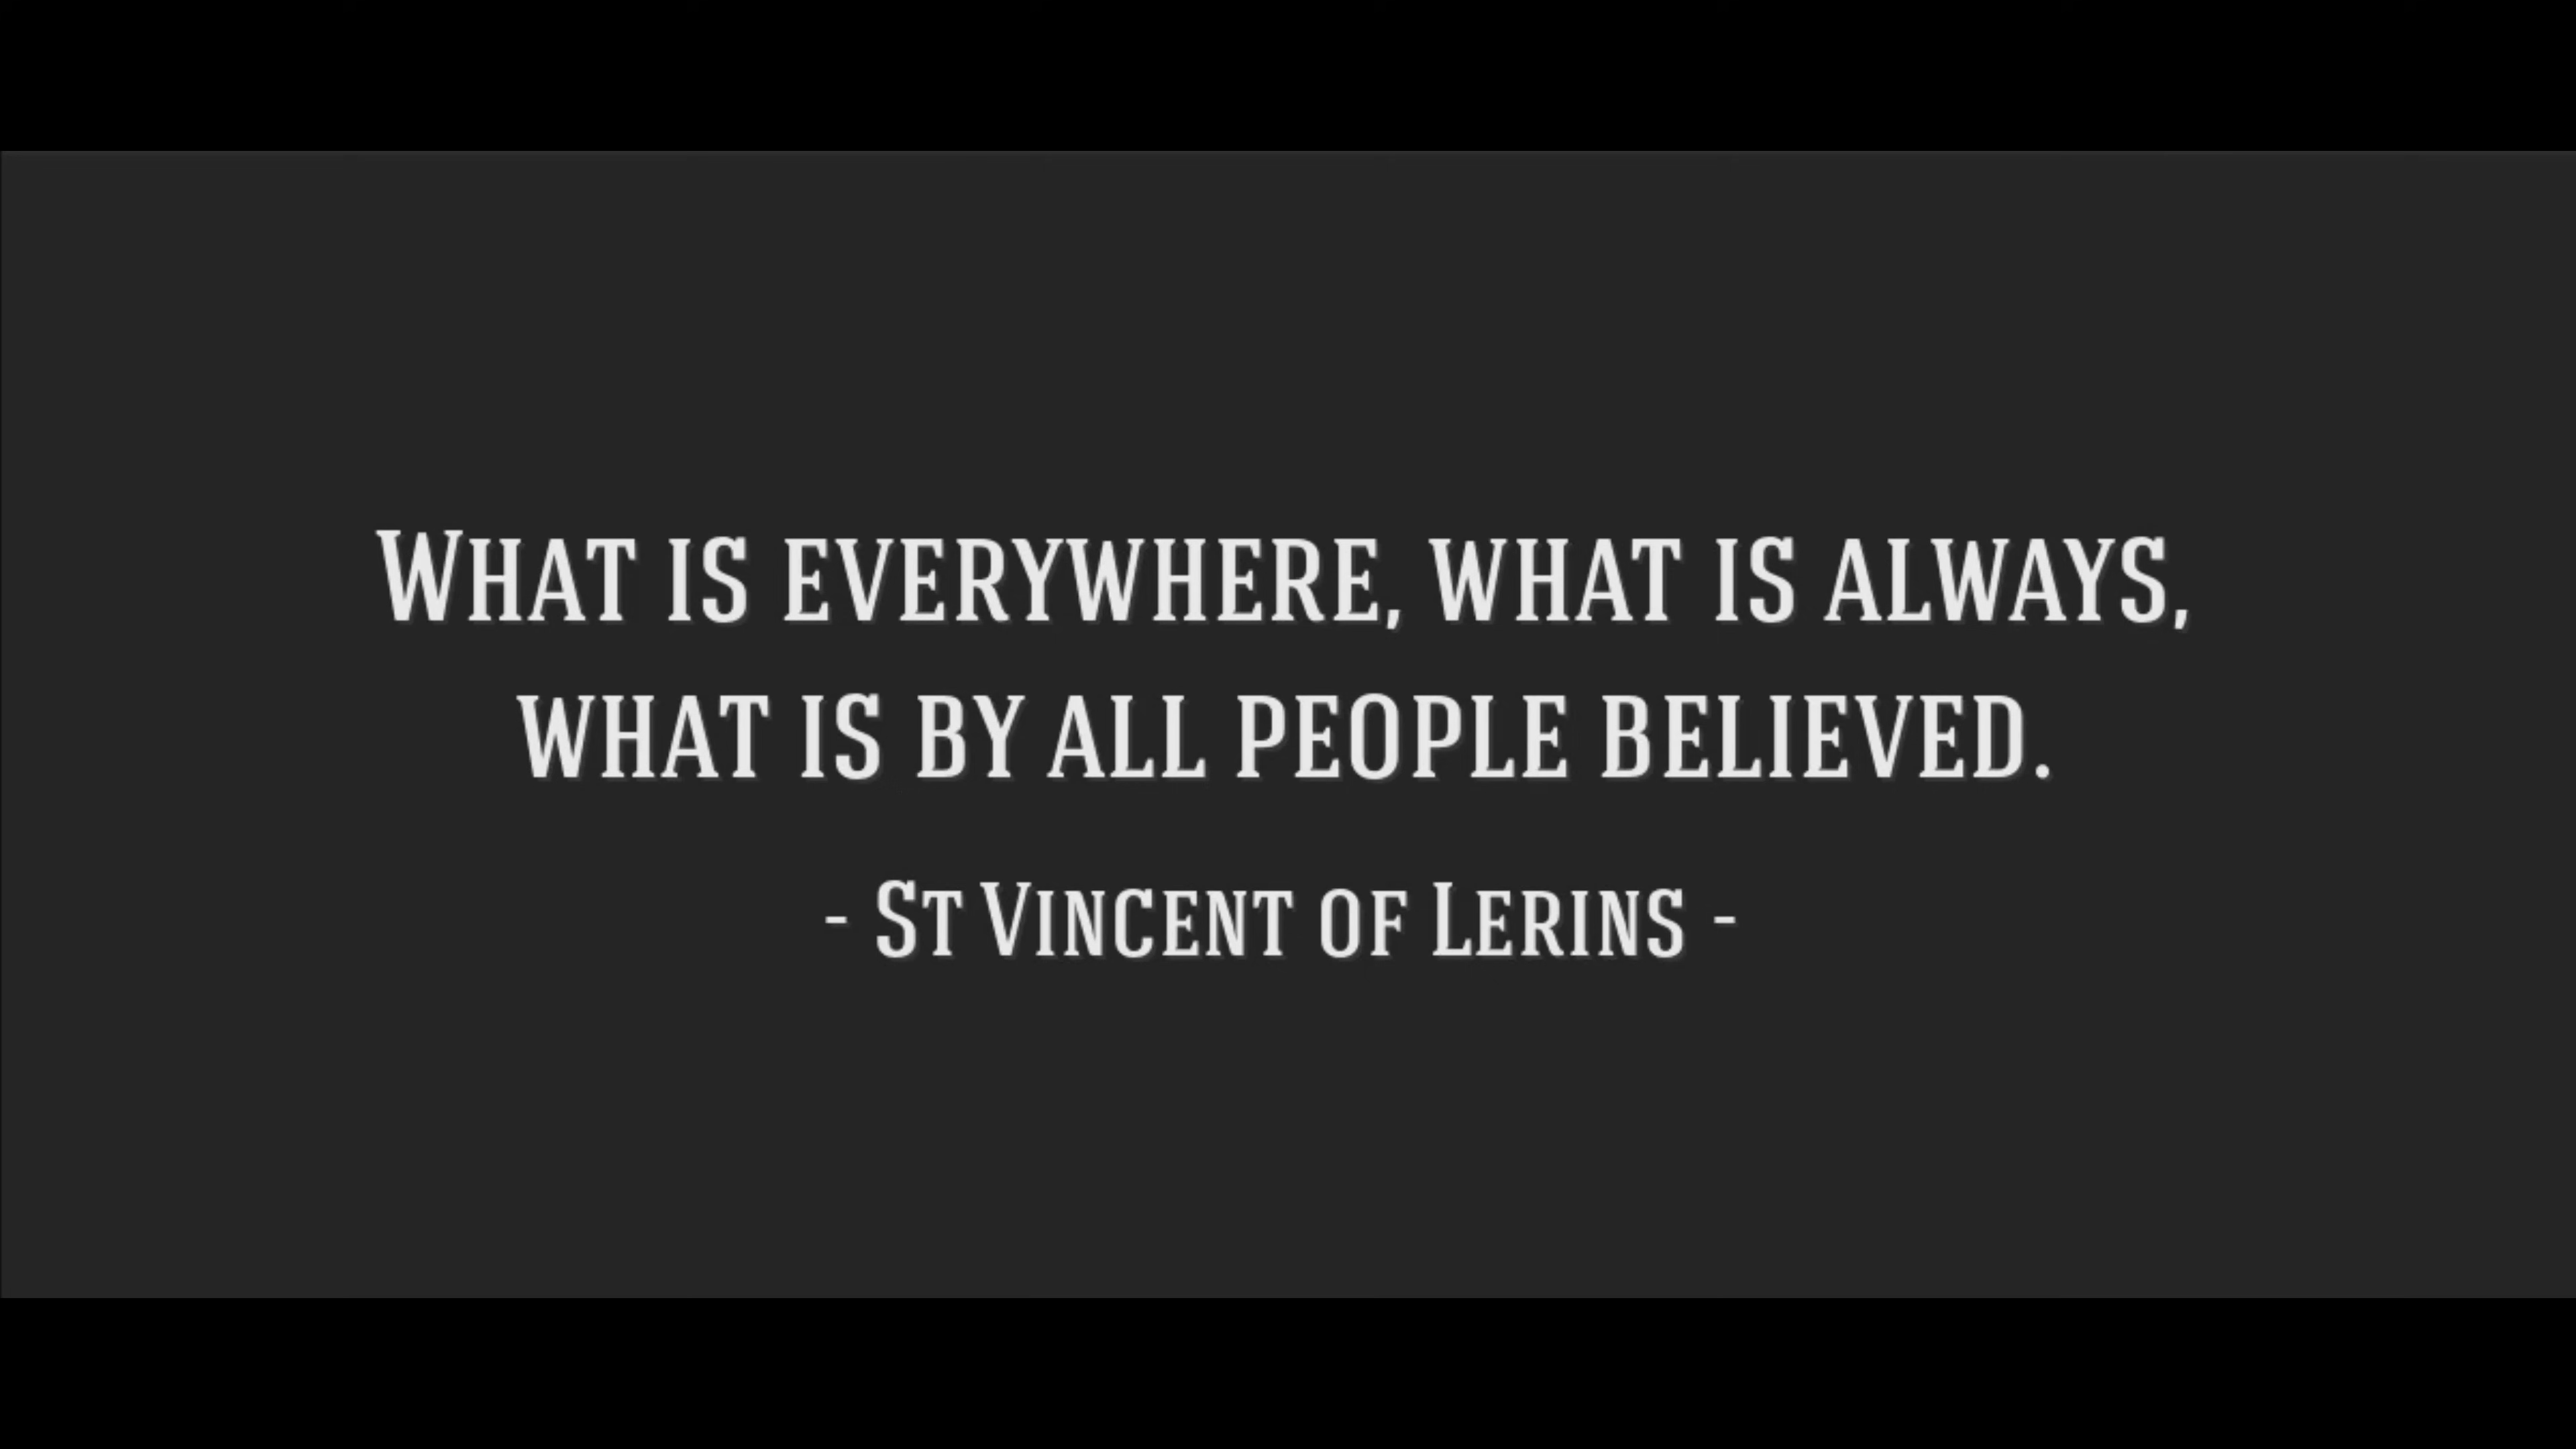 What is everywhere, what is always,
what is by all people believed.
- St Vincent of Lerins -